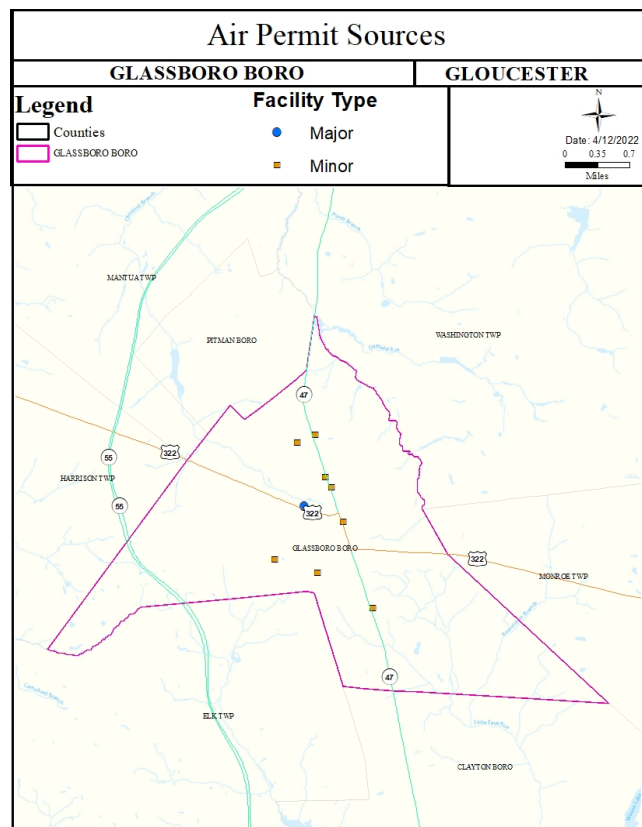 Air Permit Sources
GLASSBORO BORO
GLOUCESTER
Legend
Counties
GLASSBORO BORO
Facility Type
Major
Minor
N
Date: 4/12/2022
0 0.35 0.7
Miles
MANTUA TWP
PITMAN BORO
WASHINGTON TWP
47
322
55
HARRISON TWP
55
322
GLASSBORO BORO
322
MONROE TWP
47
ELK TWP
CLAYTON BORO